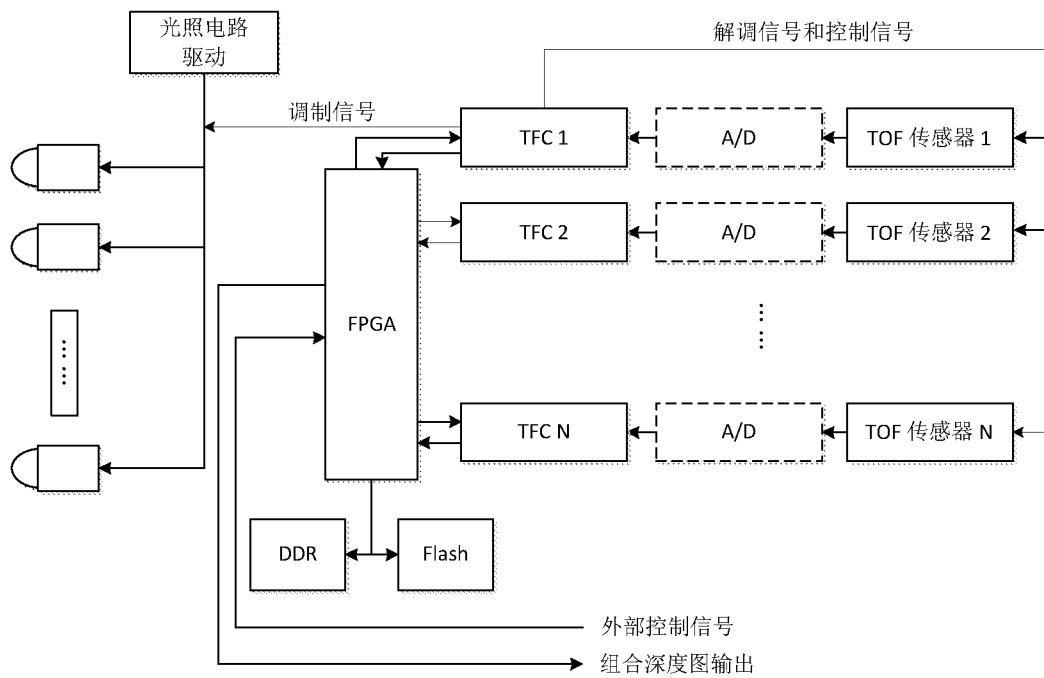 光照电路
驱动
解调信号和控制信号
调制信号
TFC 1
A/D
TOF 传感器 1
TFC 2
A/D
TOF 传感器 2
FPGA
TFC N
A/D
TOF 传感器 N
DDR
Flash
外部控制信号
组合深度图输出